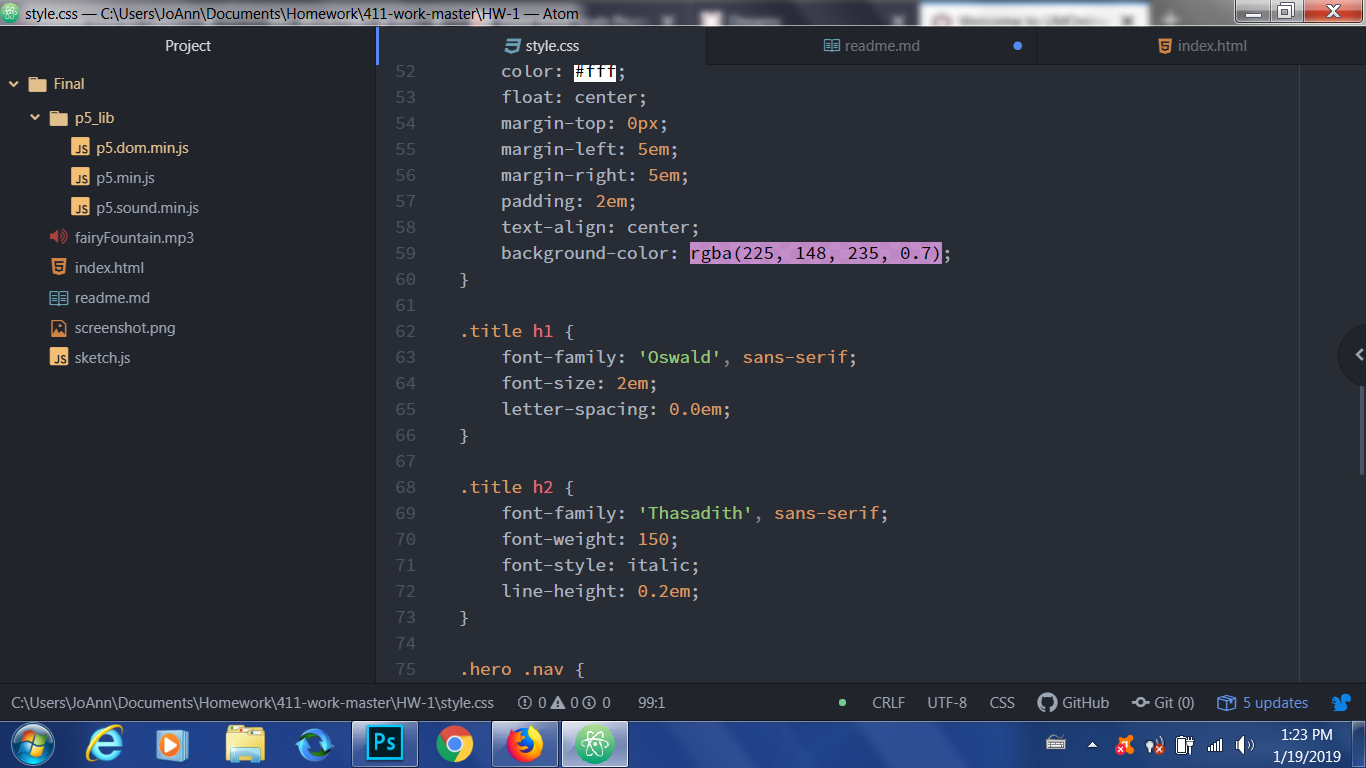 style.css — C:\Users\JoAnn\Documents\Homework\411-work-master\HW-1 — Atom
Project
style.css
readme.md
index.html
Final
p5_lib
p5.dom.min.js
p5.min.js
p5.sound.min.js
fairyFountain.mp3
index.html
readme.md
screenshot.png
sketch.js
52 color: #fff;
53 float: center;
54 margin-top: 0px;
55 margin-left: 5em;
56 margin-right: 5em;
57 padding: 2em;
58 text-align: center;
59 background-color: rgba(225, 148, 235, 0.7);
60 }
61
62 .title h1 {
63 font-family: 'Oswald', sans-serif;
64 font-size: 2em;
65 letter-spacing: 0.0em;
66 }
67
68 .title h2 {
69 font-family: 'Thasadith', sans-serif;
70 font-weight: 150;
71 font-style: italic;
72 line-height: 0.2em;
73 }
74
75 .hero .nav {
C:\Users\JoAnn\Documents\Homework\411-work-master\HW-1\style.css 0 0 0 99:1 CRLF UTF-8 CSS GitHub Git (0) 5 updates
Ps
1:23 PM
1/19/2019